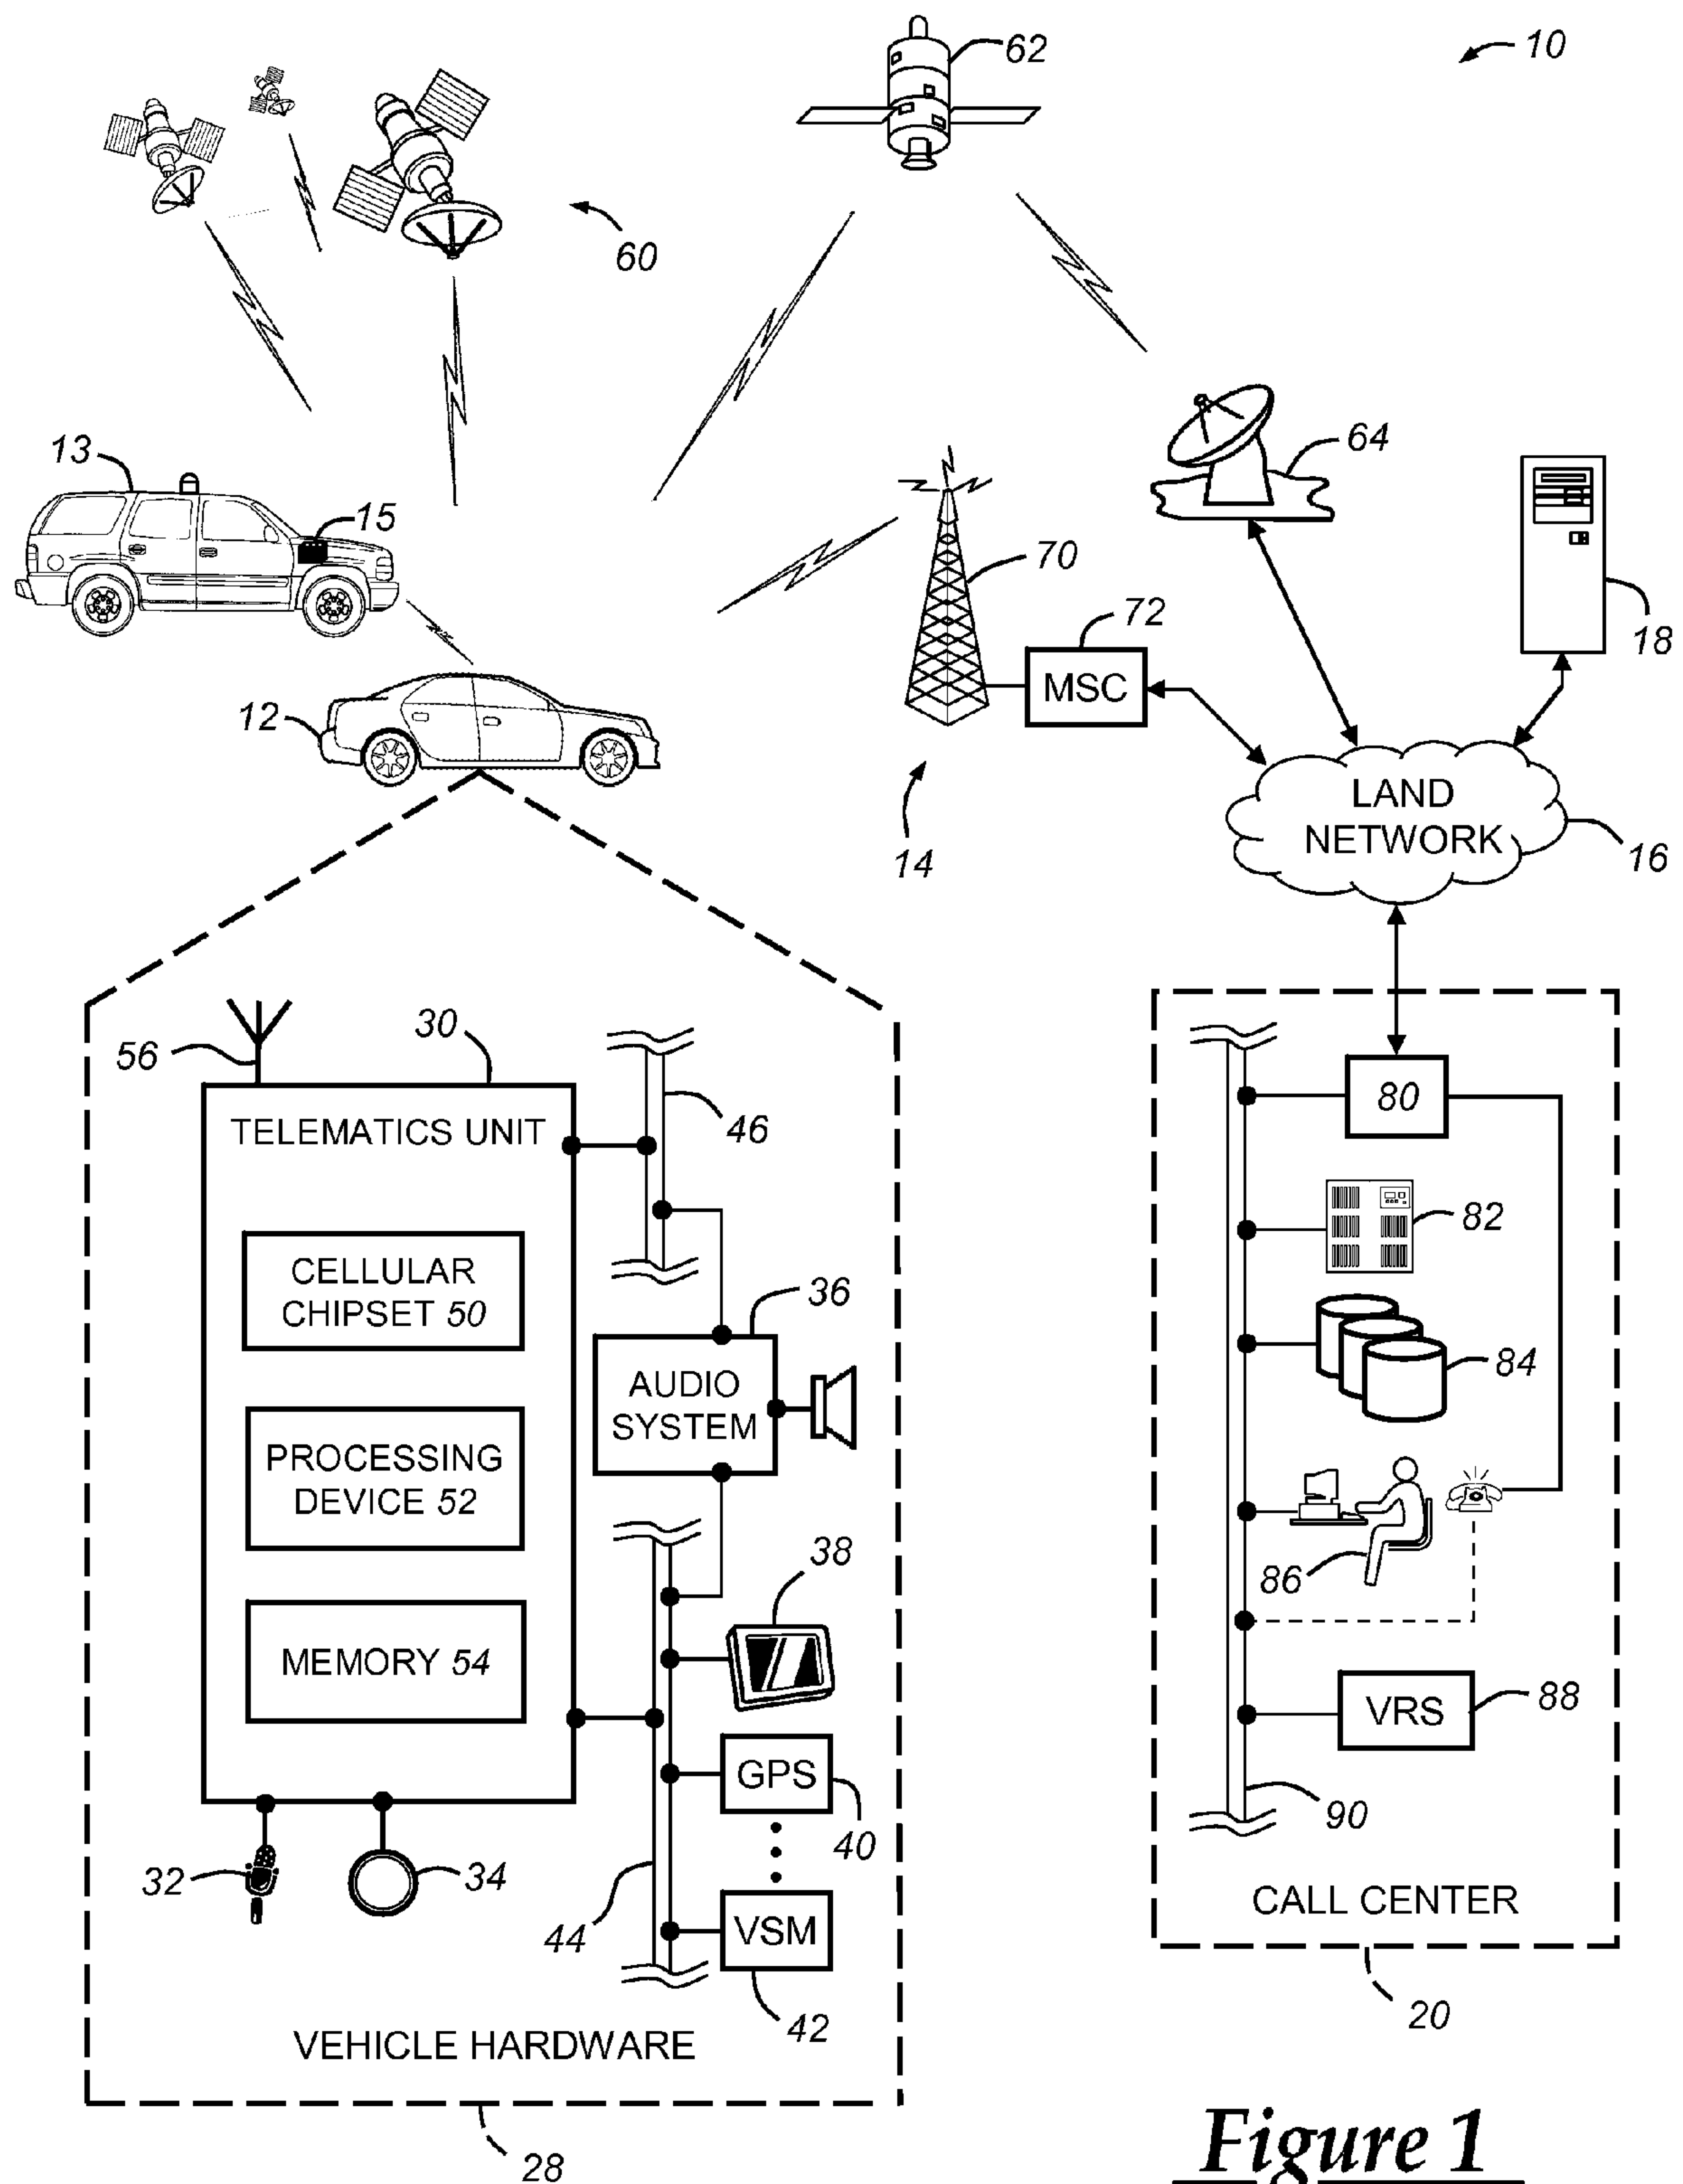 10
62
60
13
15
64
70
72
MSC
18
12
14
LAND
NETWORK
16
56
30
TELEMATICS UNIT
46
CELLULAR
CHIPSET 50
36
AUDIO
SYSTEM
PROCESSING
DEVICE 52
38
MEMORY 54
GPS
40
32
34
44
VSM
42
VEHICLE HARDWARE
28
80
82
84
86
VRS
88
90
CALL CENTER
20
Figure 1